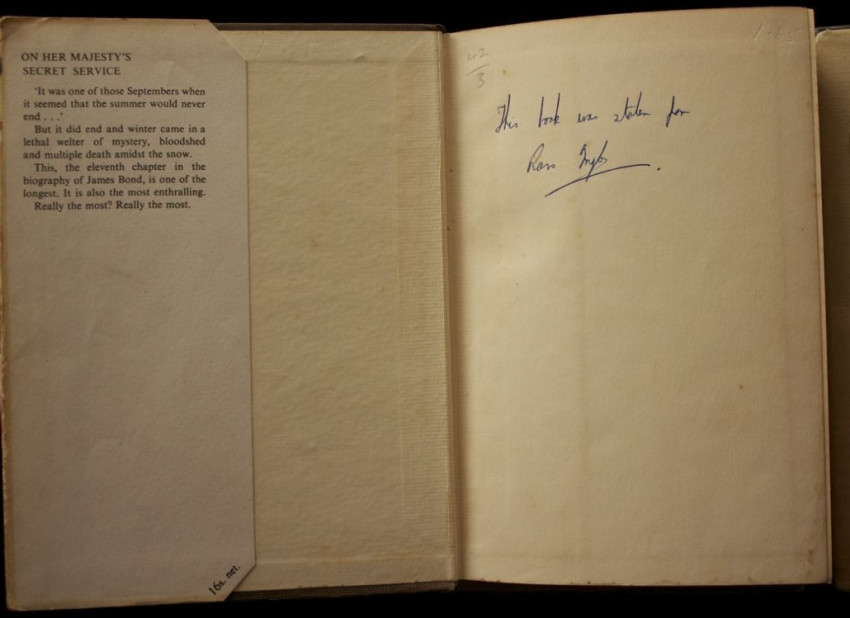 ON HER MAJESTY'S
SECRET SERVICE
'It was one of those Septembers when
it seemed that the summer would never
end . . .'
But it did end and winter came in a
lethal welter of mystery, bloodshed
and multiple death amidst the snow.
This, the eleventh chapter in the
biography of James Bond, is one of the
longest. It is also the most enthralling.
Really the most? Really the most.
16s. net.
3
This book was stolen from